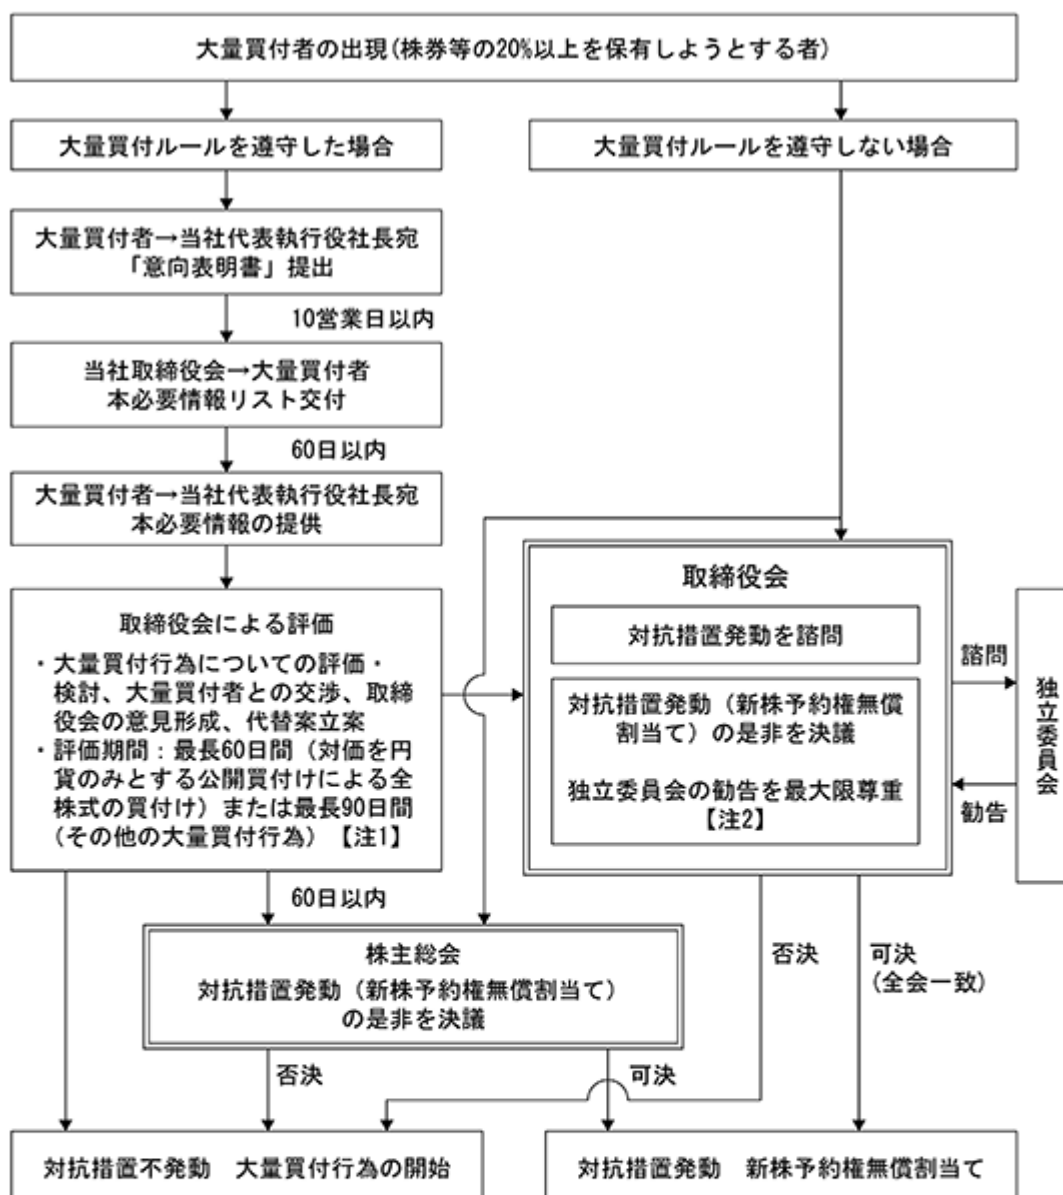 大量買付者の出現(株券等の20%以上を保有しようとする者)
大量買付ルールを遵守した場合
大量買付ルールを遵守しない場合
大量買付者→当社代表執行役社長宛
「意向表明書」提出
10営業日以内
当社取締役会→大量買付者
本必要情報リスト交付
60日以内
大量買付者→当社代表執行役社長宛
本必要情報の提供
取締役会による評価
・大量買付行為についての評価・
検討、大量買付者との交渉、取締
役会の意見形成、代替案立案
・評価期間：最長60日間（対価を円
貨のみとする公開買付けによる全
株式の買付け）または最長90日間
(その他の大量買付行為）【注1】
取締役会
対抗措置発動を諮問
対抗措置発動（新株予約権無償
割当て）の是非を決議
独立委員会の勧告を最大限尊重
【注2】
諮問
勧告
独立委員会
60日以内
株主総会
対抗措置発動（新株予約権無償割当て）
の是非を決議
否決
可決
(全会一致)
否決
可決
対抗措置不発動　大量買付行為の開始
対抗措置発動　新株予約権無償割当て